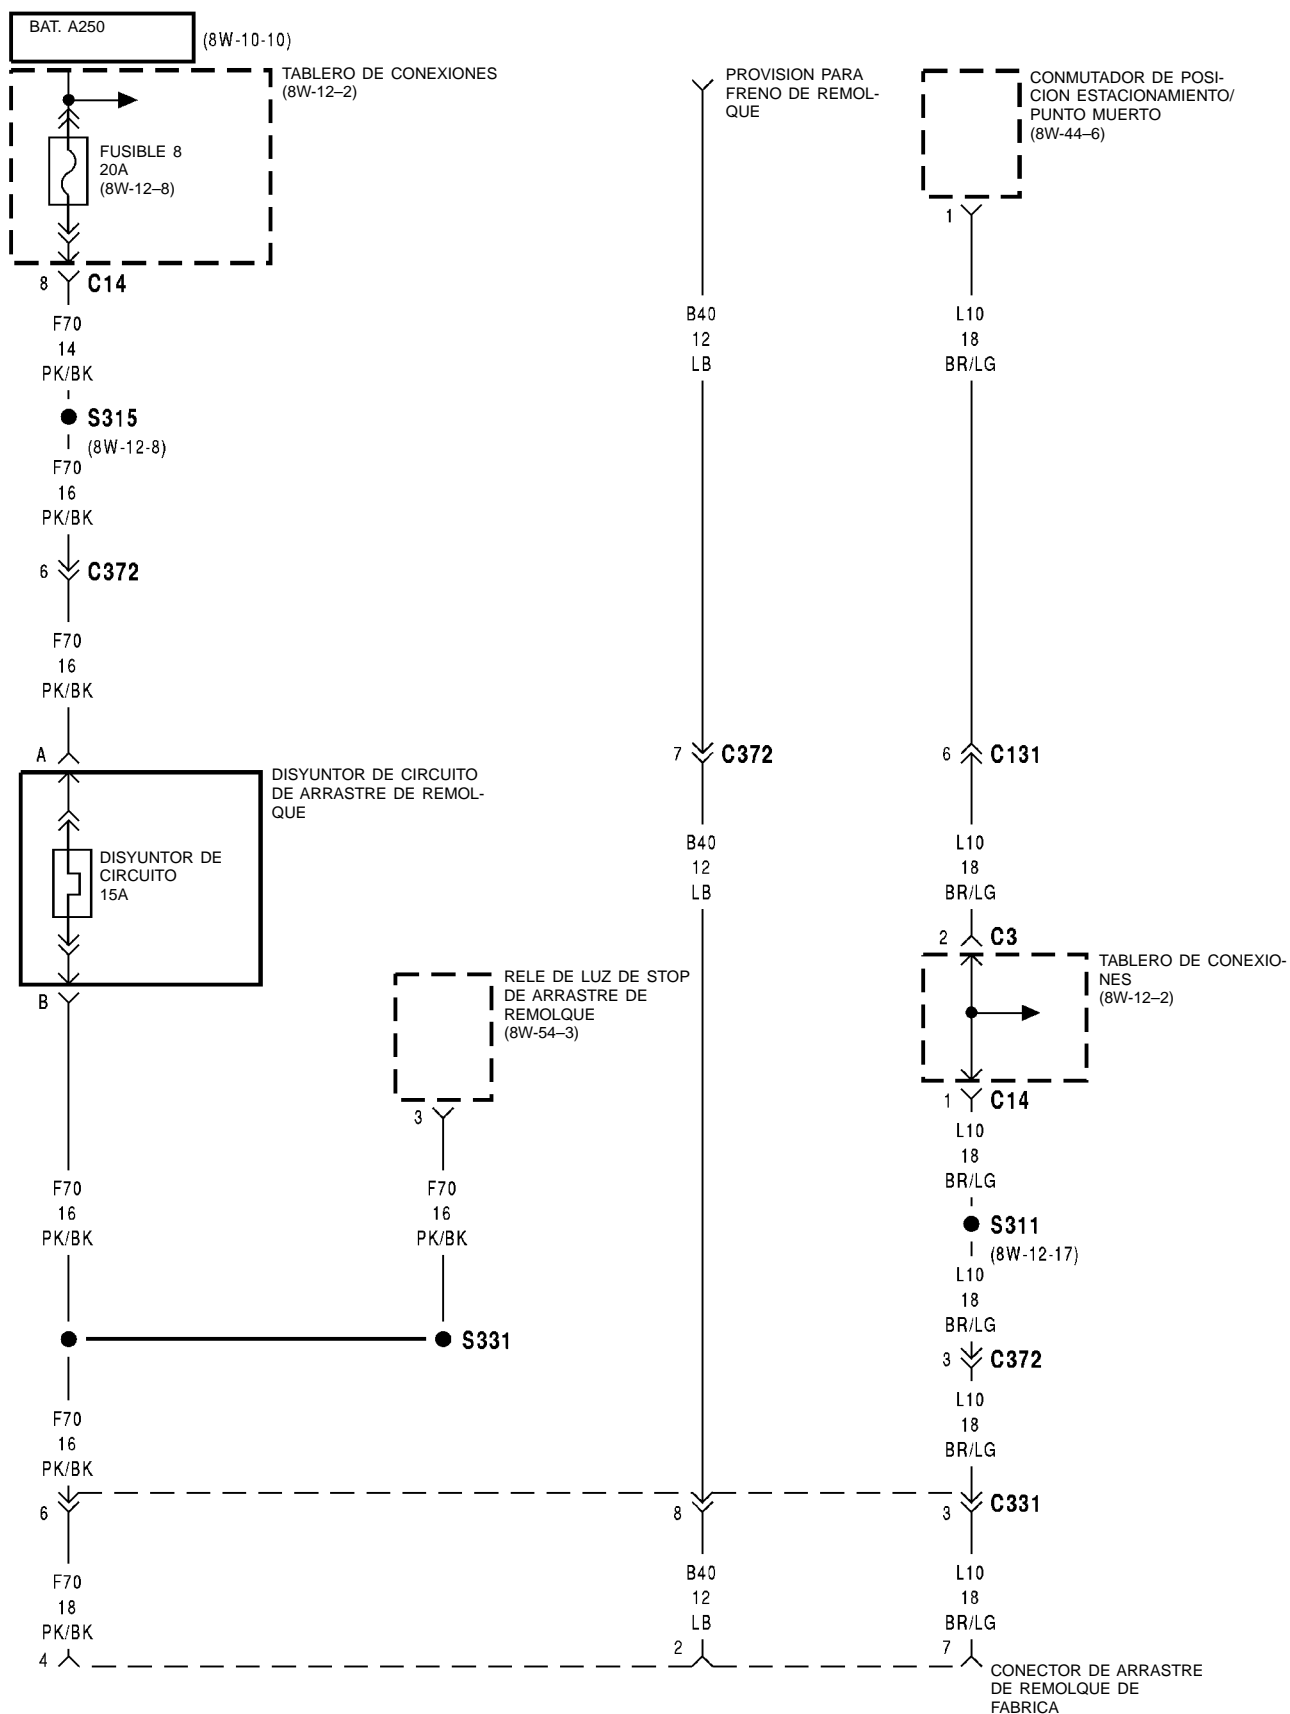 BAT. A250
(8W-10-10)
TABLERO DE CONEXIONES
(8W-12–2)
FUSIBLE 8
20A
(8W-12–8)
8
C14
F70
14
PK/BK
S315
(8W-12-8)
F70
16
PK/BK
6
C372
F70
16
PK/BK
A
DISYUNTOR DE CIRCUITO
DE ARRASTRE DE REMOL-
QUE
DISYUNTOR DE
CIRCUITO
15A
B
RELE DE LUZ DE STOP
DE ARRASTRE DE
REMOLQUE
(8W-54–3)
3
F70
16
PK/BK
F70
16
PK/BK
S331
F70
16
PK/BK
6
F70
18
PK/BK
4
PROVISION PARA
FRENO DE REMOL-
QUE
B40
12
LB
7
C372
B40
12
LB
8
B40
12
LB
2
CONMUTADOR DE POSI-
CION ESTACIONAMIENTO/
PUNTO MUERTO
(8W-44–6)
1
L10
18
BR/LG
6
C131
L10
18
BR/LG
2
C3
TABLERO DE CONEXIO-
NES
(8W-12–2)
1
C14
L10
18
BR/LG
S311
(8W-12-17)
L10
18
BR/LG
3
C372
L10
18
BR/LG
3
C331
L10
18
BR/LG
7
CONECTOR DE ARRASTRE
DE REMOLQUE DE
FABRICA